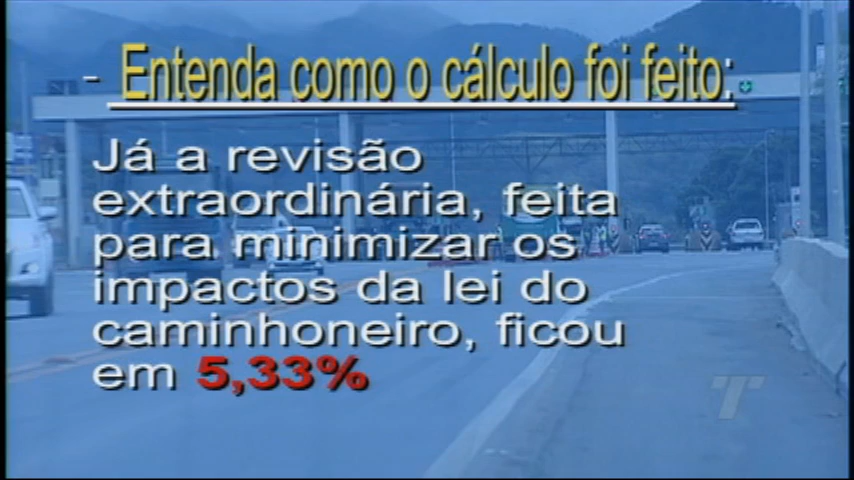 - Entenda como o cálculo foi feito:
Já a revisão
extraordinária, feita
para minimizar os
impactos da lei do
caminhoneiro, ficou
em 5,33%
T